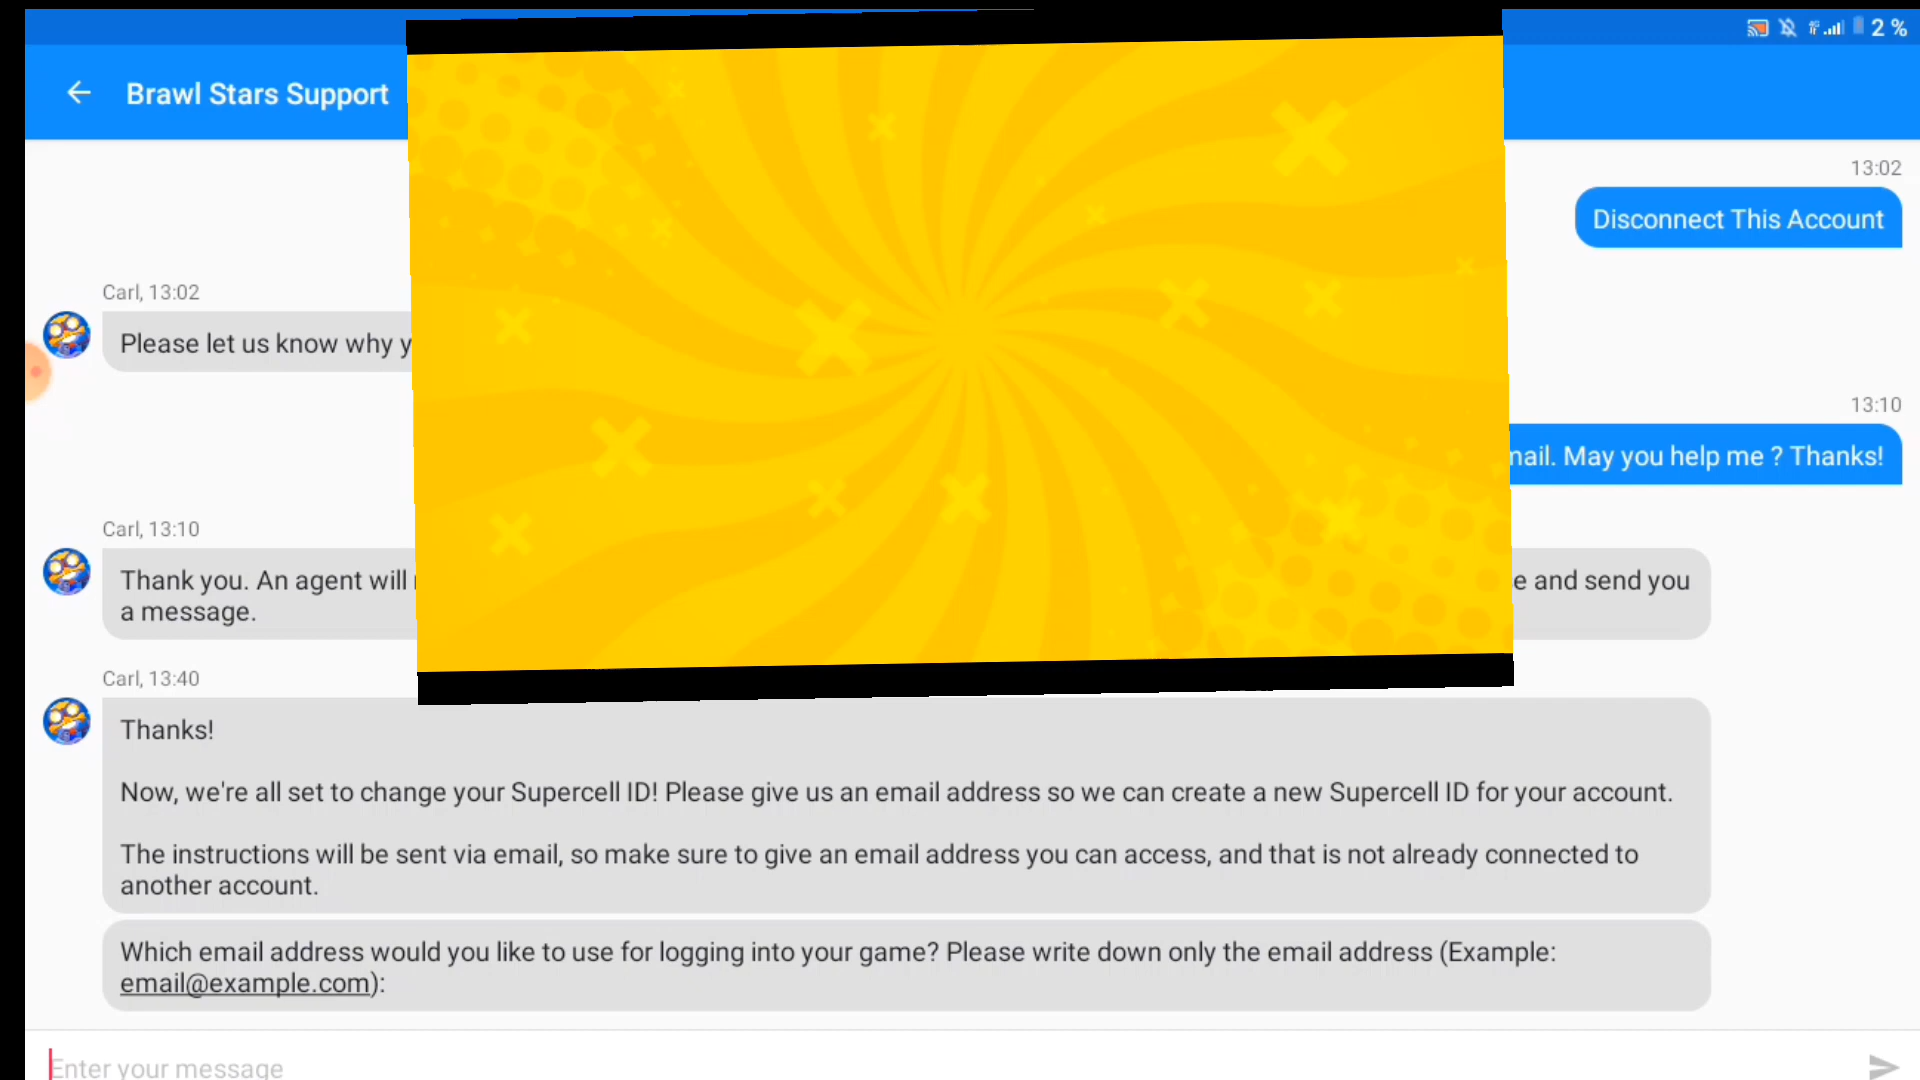 2 %
Brawl Stars Support
13:02
Disconnect This Account
Carl, 13:02
Please let us know why
13:10
May you help me ? Thanks!
Carl, 13:10
Thank you. An agent will and send you
a message.
Carl, 13:40
Thanks!
Now, we're all set to change your Supercell ID! Please give us an email address so we can create a new Supercell ID for your account.
The instructions will be sent via email, so make sure to give an email address you can access, and that is not already connected to
another account.
Which email address would you like to use for logging into your game? Please write down only the email address (Example:
email@example.com):
Enter your message